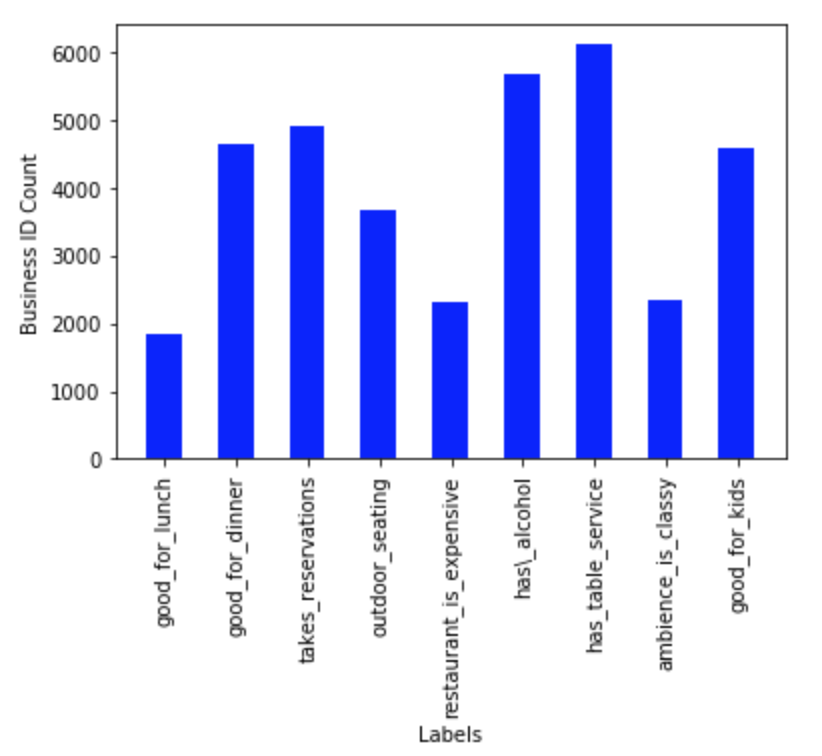 6000
5000
4000
3000
2000
1000
0
Business ID Count
good_for_lunch
good_for_dinner
takes_reservations
outdoor_seating
restaurant_is_expensive
has\_alcohol
has_table_service
ambience_is_classy
good_for_kids
Labels